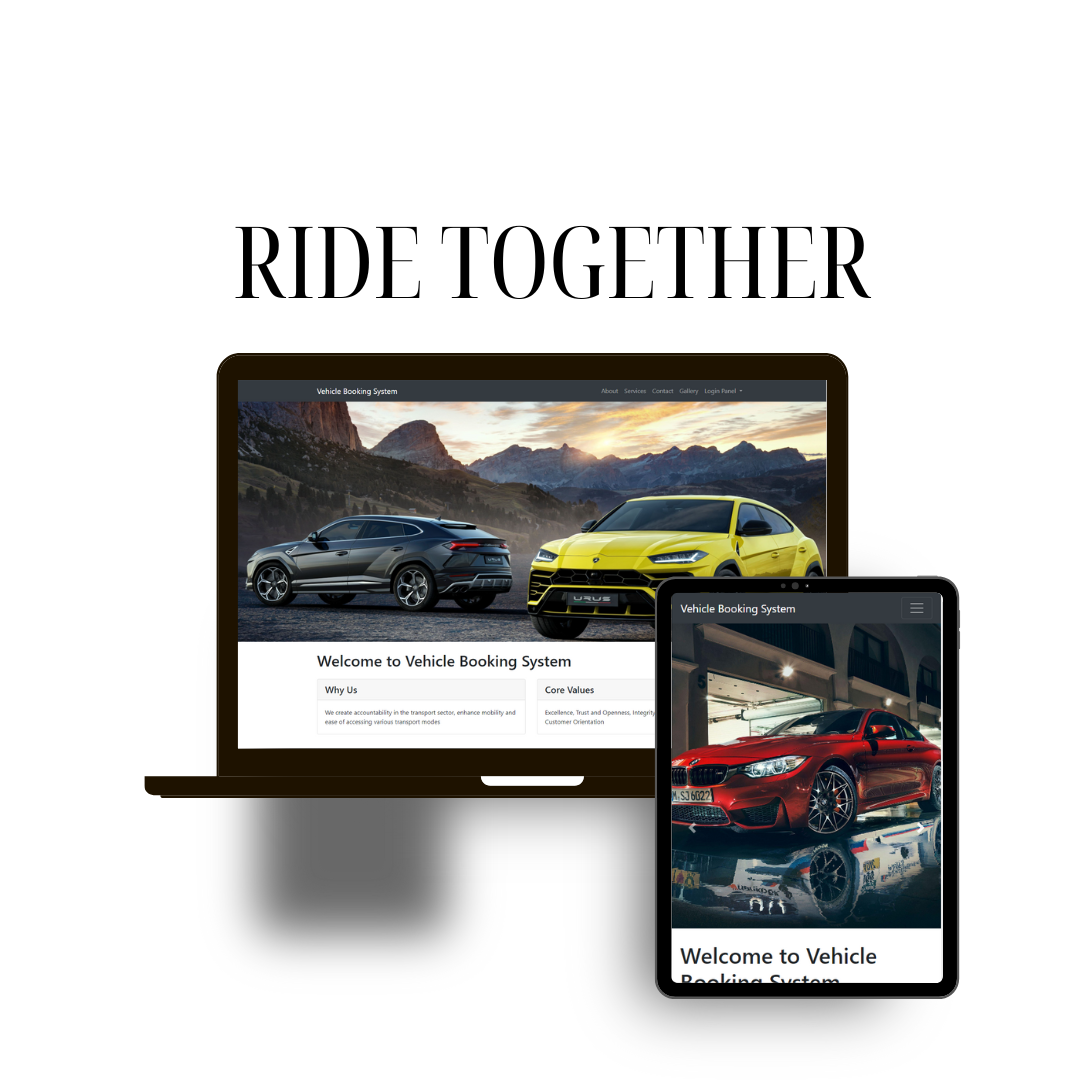 RIDE TOGETHER
Vehicle Booking System
About Services Contact Gallery Login Panel
URUS
Welcome to Vehicle Booking System
Why Us
We create accountability in the transport sector, enhance mobility and
ease of accessing various transport modes
Core Values
Excellence, Trust and Openness, Integrity
Customer Orientation
Vehicle Booking System
M SJ 6022
Welcome to Vehicle
Booking System